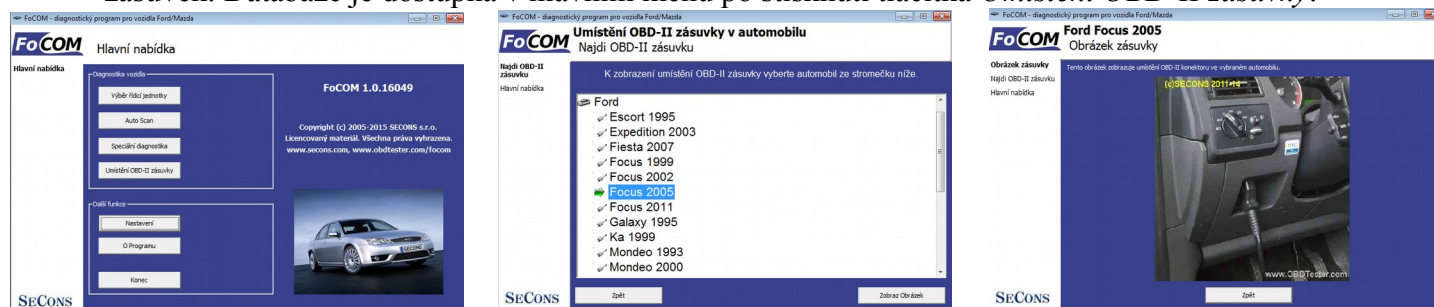 zásuvek. Databáze je dostupná v hlavním menu po stisknutí tlačítka Umístění OBD-II zásuvky.
FoCOM - diagnostický program pro vozidla Ford/Mazda
FoCOM
Hlavní nabídka
Hlavní nabídka
Diagnostika vozidla
Výběr řídicí jednotky
Auto Scan
Speciální diagnostika
Umístění OBD-II zásuvky
Další funkce
Nastavení
O Programu
Konec
FoCOM 1.0.16049
Copyright (c) 2005-2015 SECONS s.r.o.
Licencovaný materiál. Všechna práva vyhrazena.
www.secons.com, www.obdtester.com/focom
SECONS
SECONS
FoCOM - diagnostický program pro vozidla Ford/Mazda
FoCOM
Umístění OBD-II zásuvky v automobilu
Najdi OBD-II zásuvku
Najdi OBD-II
zásuvku
Hlavní nabídka
K zobrazení umístění OBD-II zásuvky vyberte automobil ze stromečku níže.
Ford
Escort 1995
Expedition 2003
Fiesta 2007
Focus 1999
Focus 2002
Focus 2005
Focus 2011
Galaxy 1995
Ka 1999
Mondeo 1993
Mondeo 2000
SECONS
Zpět
Zobraz Obrázek
FoCOM - diagnostický program pro vozidla Ford/Mazda
FoCOM
Ford Focus 2005
Obrázek zásuvky
Obrázek zásuvky
Najdi OBD-II zásuvku
Hlavní nabídka
Tento obrázek zobrazuje umístění OBD-II konektoru ve vybraném automobilu.
(c)SECONS 2011-14
www.OBDTester.com
SECONS
Zpět